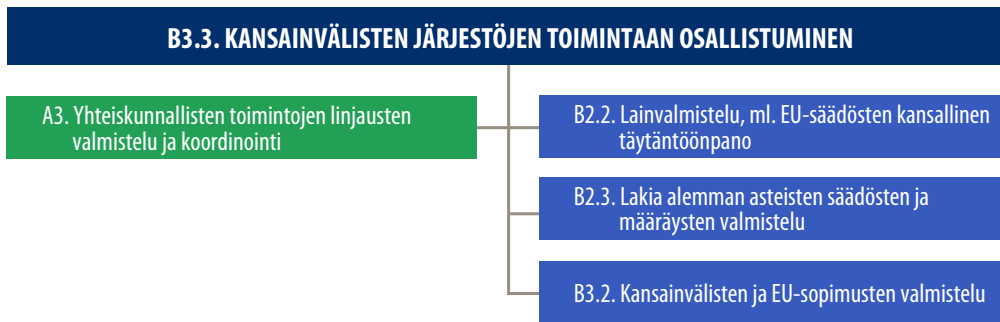 B3.3. KANSAINVÄLISTEN JÄRJESTÖJEN TOIMINTAAN OSALLISTUMINEN
A3. Yhteiskunnallisten toimintojen linjausten
valmistelu ja koordinointi
B2.2. Lainvalmistelu, ml. EU-säädösten kansallinen
täytäntöönpano
B2.3. Lakia alemman asteisten säädösten ja
määräysten valmistelu
B3.2. Kansainvälisten ja EU-sopimusten valmistelu